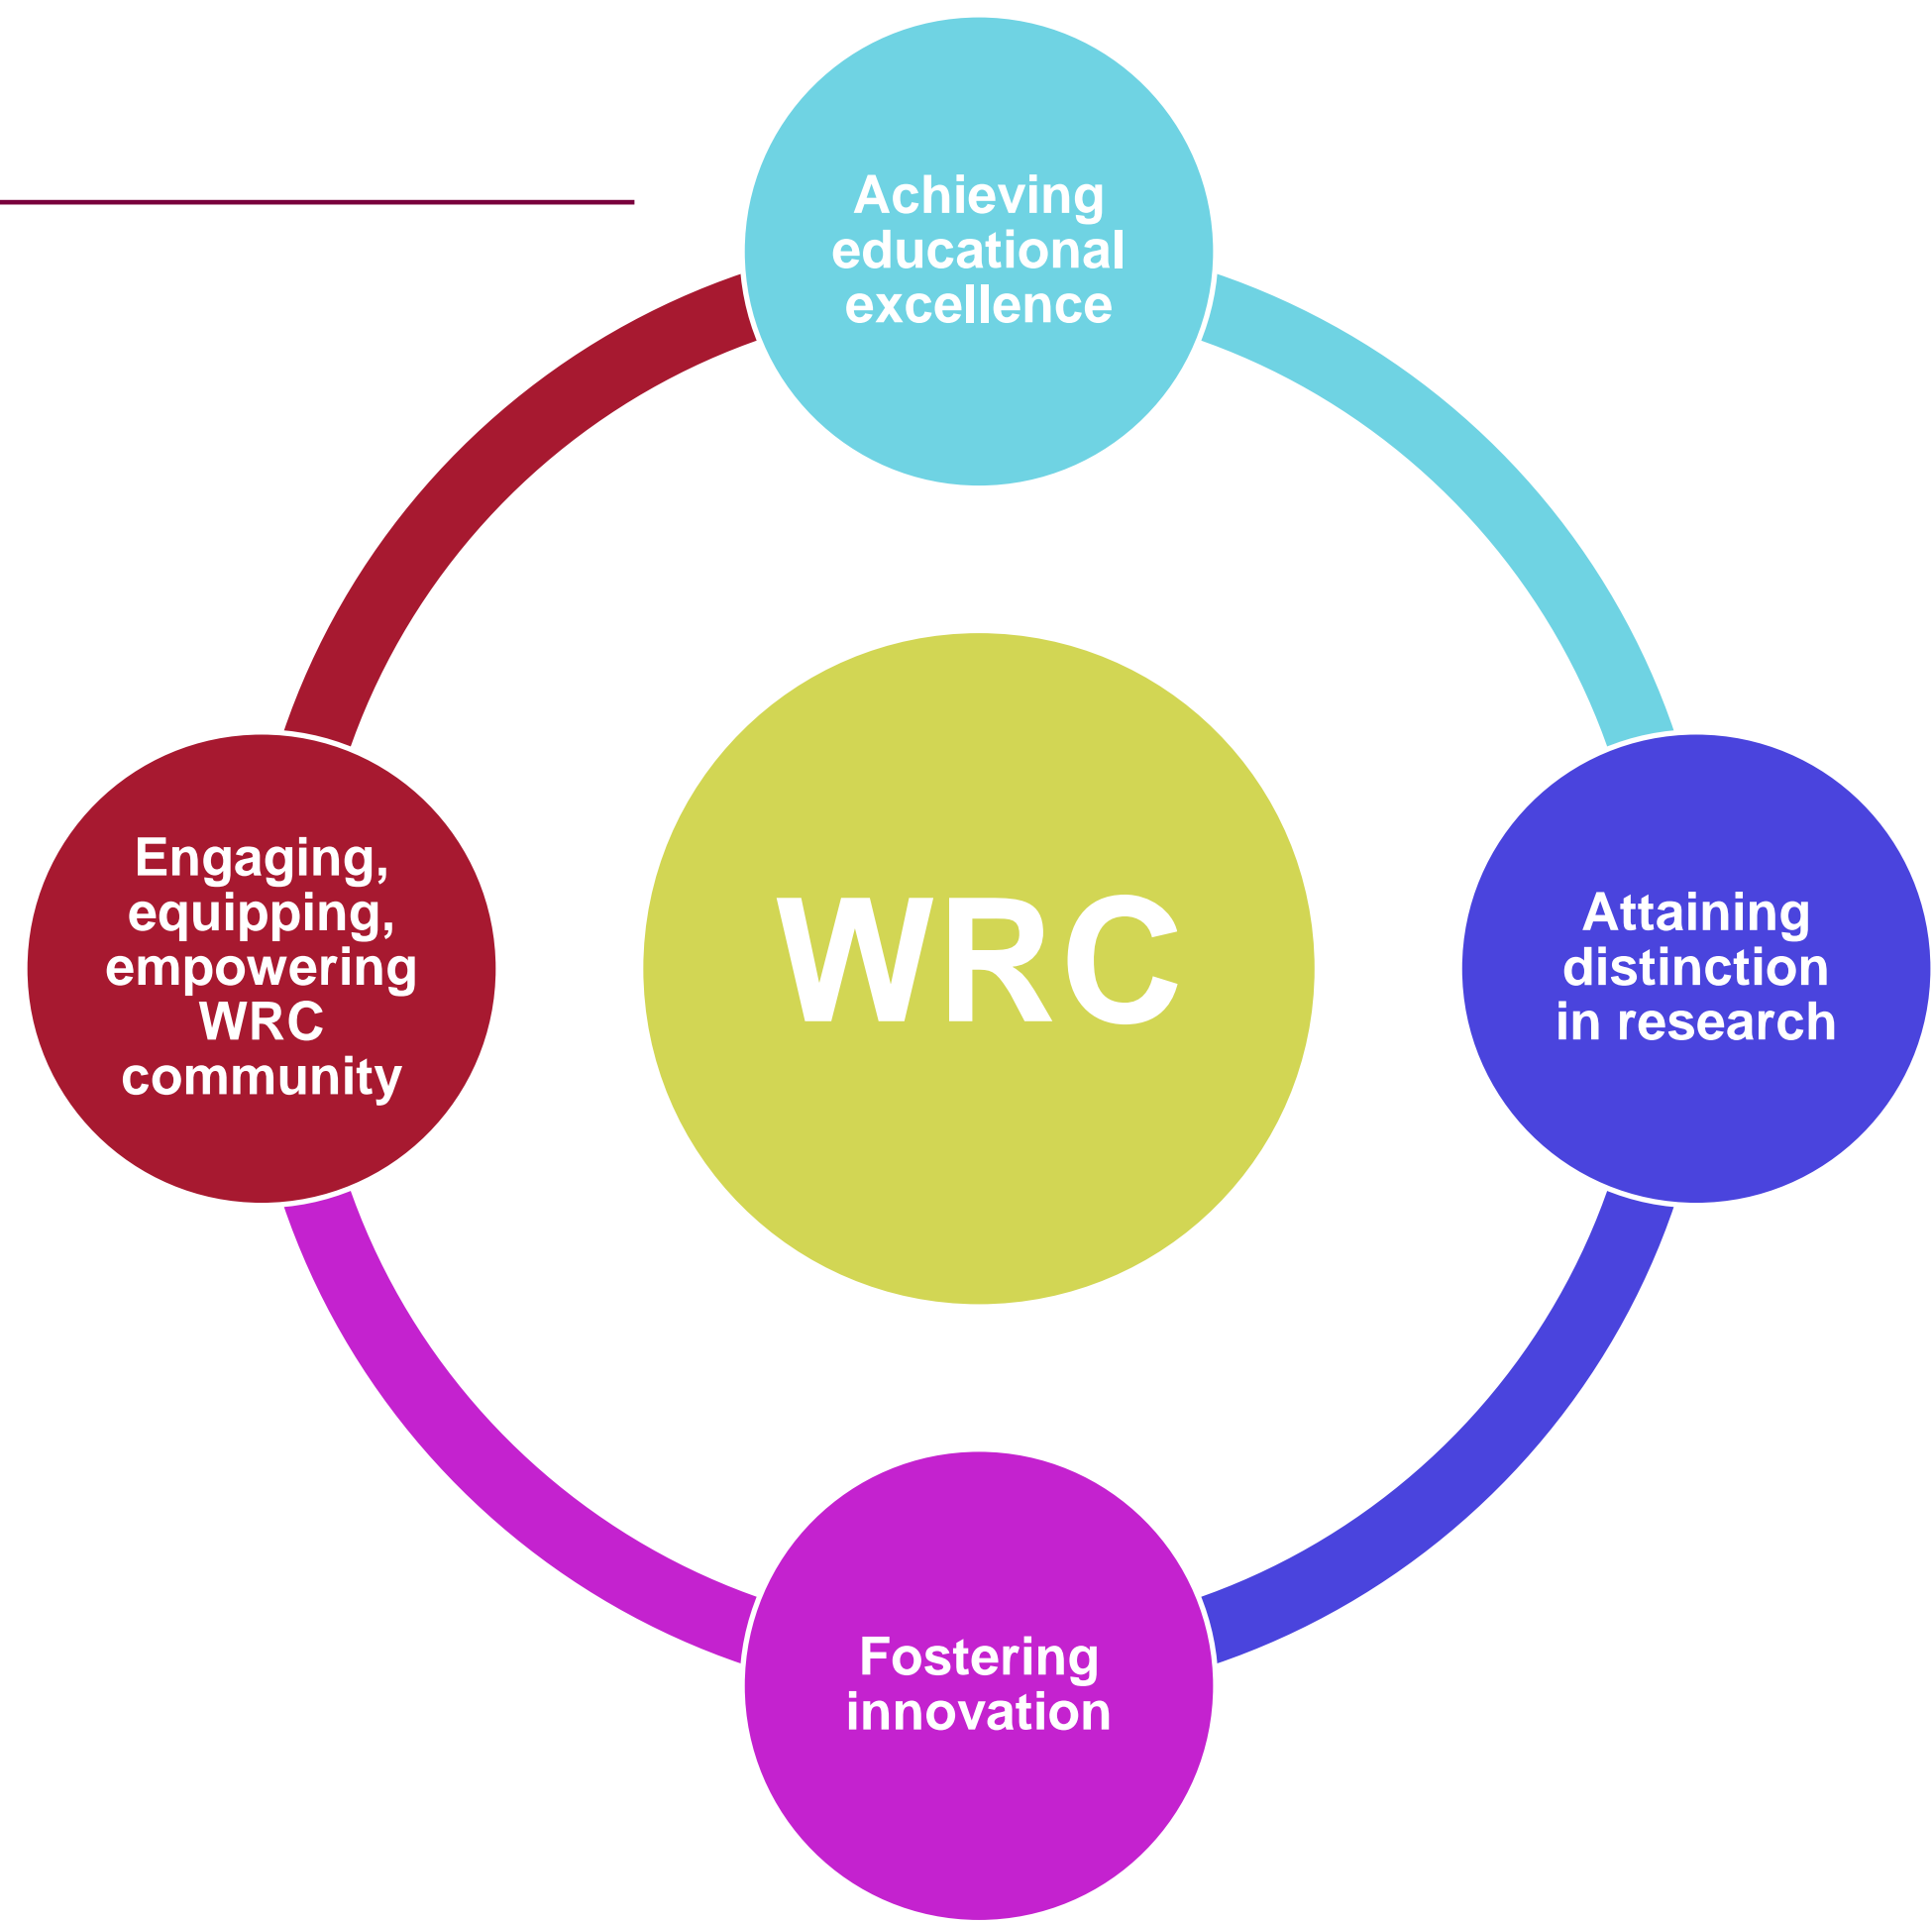 Achieving
educational
excellence
Engaging,
equipping,
empowering
WRC
community
WRC
Attaining
distinction
in research
Fostering
innovation